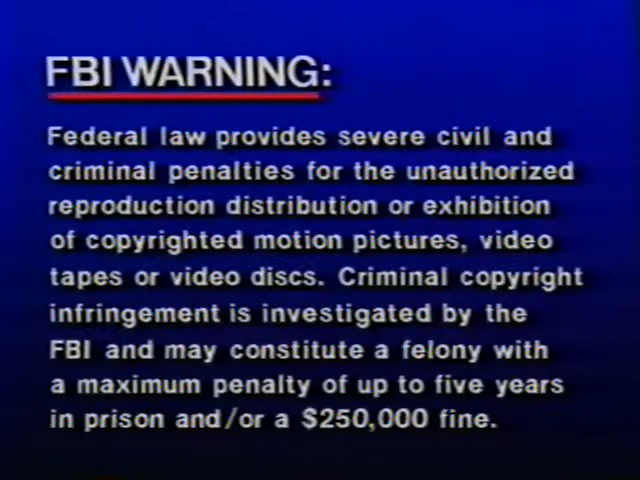 FBI WARNING:
Federal law provides severe civil and
criminal penalties for the unauthorized
reproduction distribution or exhibition
of copyrighted motion pictures, video
tapes or video discs. Criminal copyright
infringement is investigated by the
FBI and may constitute a felony with
a maximum penalty of up to five years
in prison and/or a $250,000 fine.